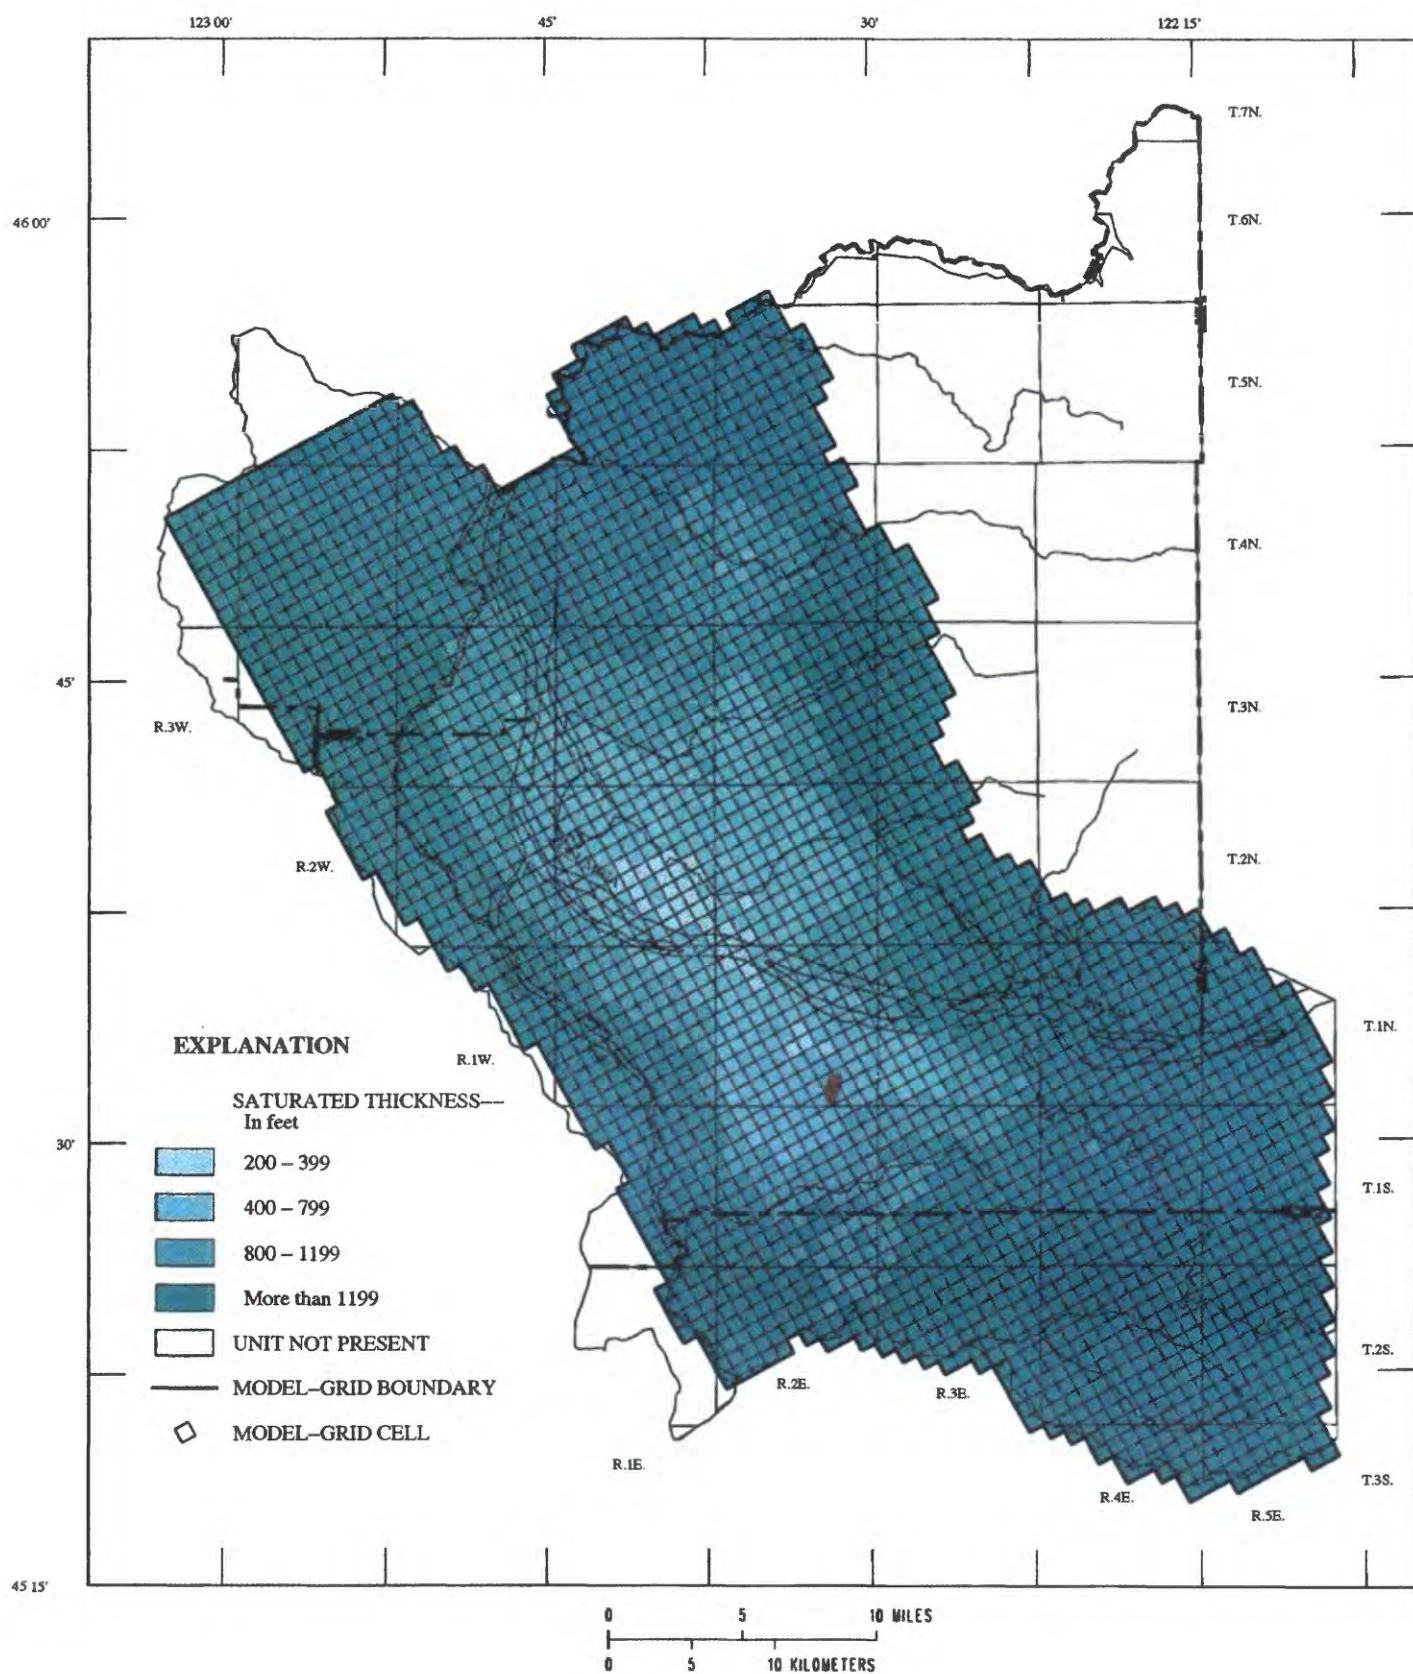 123 00'
45'
30'
122 15'
T.7N.
46 00'
T.6N.
T.5N.
T.4N.
45'
R.3W.
T.3N.
R.2W.
T.2N.
T.1N.
EXPLANATION
R.1W.
SATURATED THICKNESS—
In feet
30'
200 – 399
T.1S.
400 – 799
800 – 1199
More than 1199
UNIT NOT PRESENT
T.2S.
MODEL–GRID BOUNDARY
R.2E.
R.3E.
MODEL–GRID CELL
R.1E.
T.3S.
R.4E.
R.5E.
45 15'
0 5 10 MILES
0 5 10 KILOMETERS